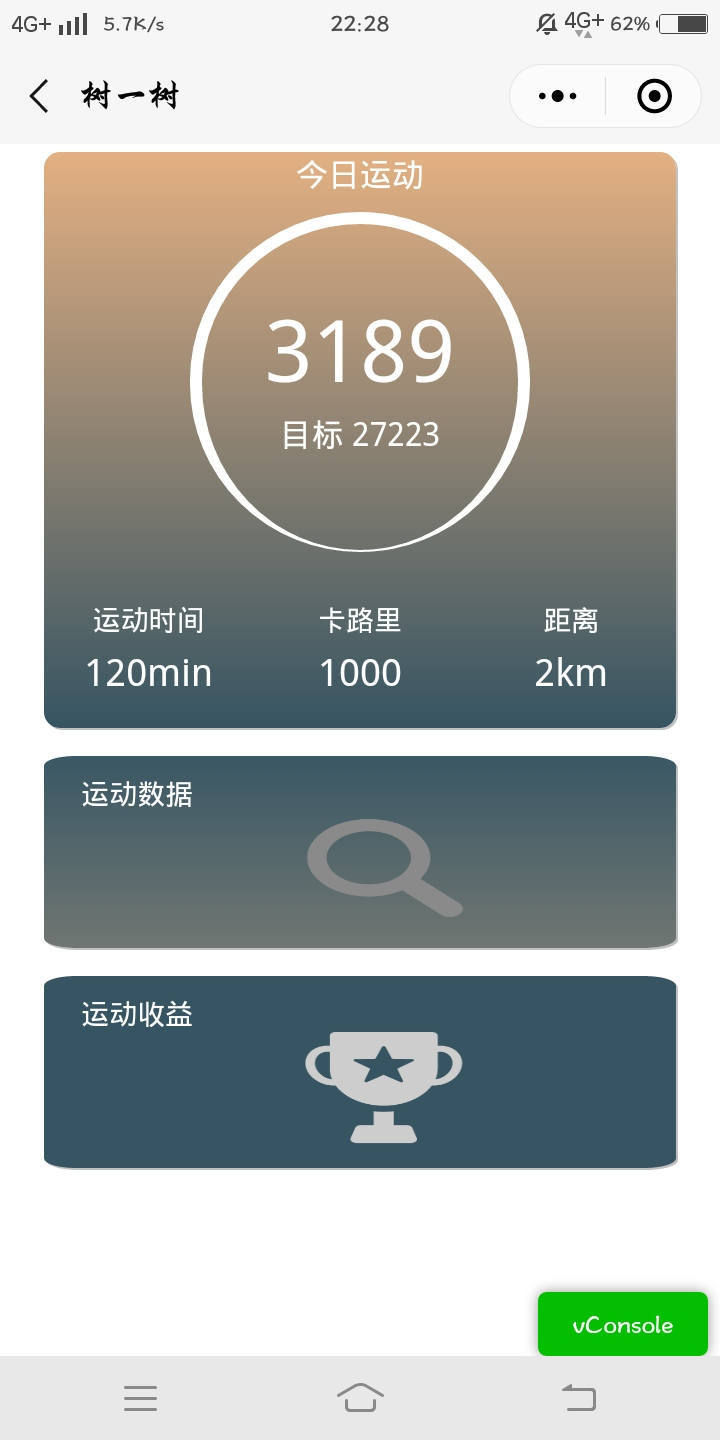 4G+ 5.7K/s 22:28 4G+ 62%
树一树
今日运动
3189
目标 27223
运动时间 卡路里 距离
120min 1000 2km
运动数据
运动收益
vConsole